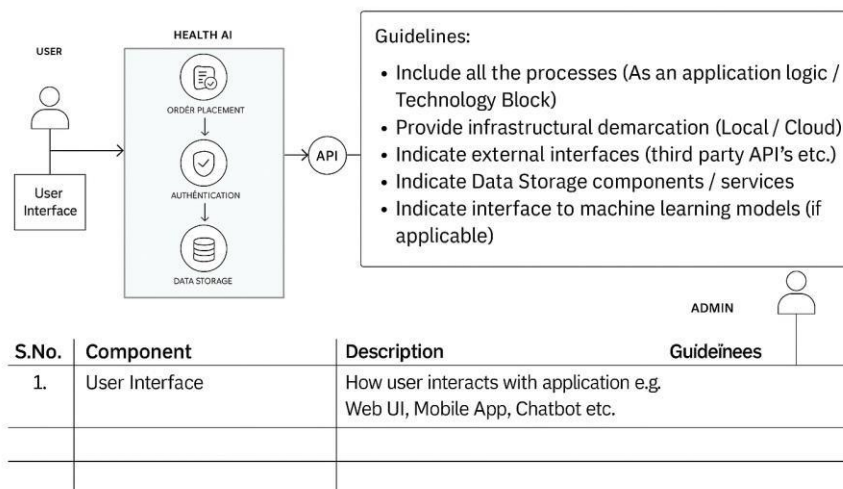 USER
HEALTH AI
ORDÉR PLACEMENT
AUTHÉNTICATION
DATA STORAGE
User
Interface
API
Guidelines:
• Include all the processes (As an application logic /
Technology Block)
• Provide infrastructural demarcation (Local / Cloud)
• Indicate external interfaces (third party API's etc.)
• Indicate Data Storage components / services
• Indicate interface to machine learning models (if
applicable)
ADMIN
S.No. Component Description Guideïnees
1. User Interface How user interacts with application e.g.
Web UI, Mobile App, Chatbot etc.